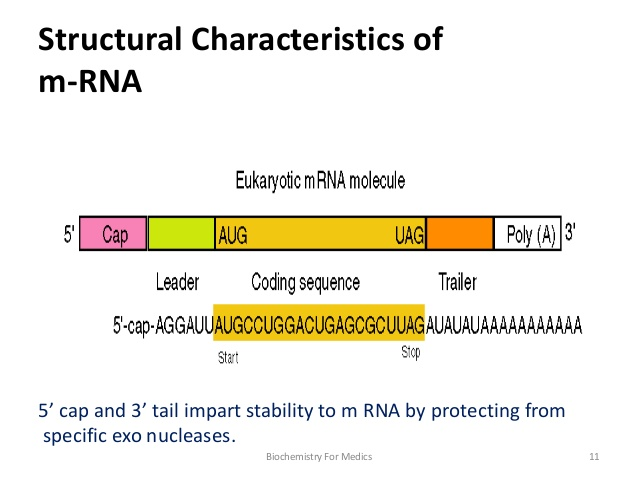 Structural Characteristics of
m-RNA
Eukaryotic mRNA molecule
5' Cap AUG UAG Poly (A) 3'
Leader Coding sequence Trailer
5'-cap-AGGAUUAUGCCUGGACUGAGCGCUUAGAUAUAUAAAAAAAAAAA
Start Stop
5’ cap and 3’ tail impart stability to m RNA by protecting from
specific exo nucleases.
Biochemistry For Medics 11